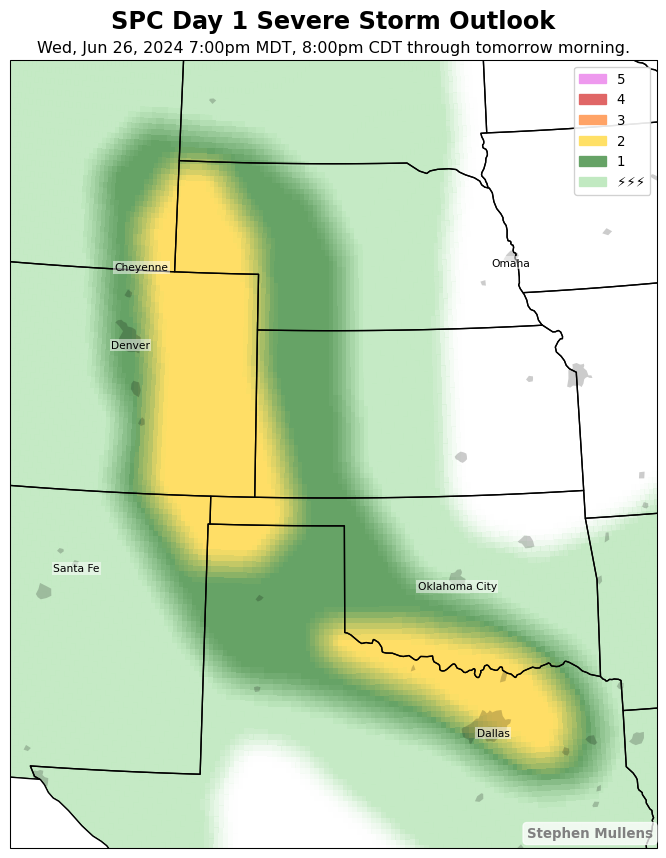 SPC Day 1 Severe Storm Outlook
Wed, Jun 26, 2024 7:00pm MDT, 8:00pm CDT through tomorrow morning.
5
4
3
2
1
⚡⚡⚡
Omaha
Cheyenne
Denver
Santa Fe
Oklahoma City
Dallas
Stephen Mullens